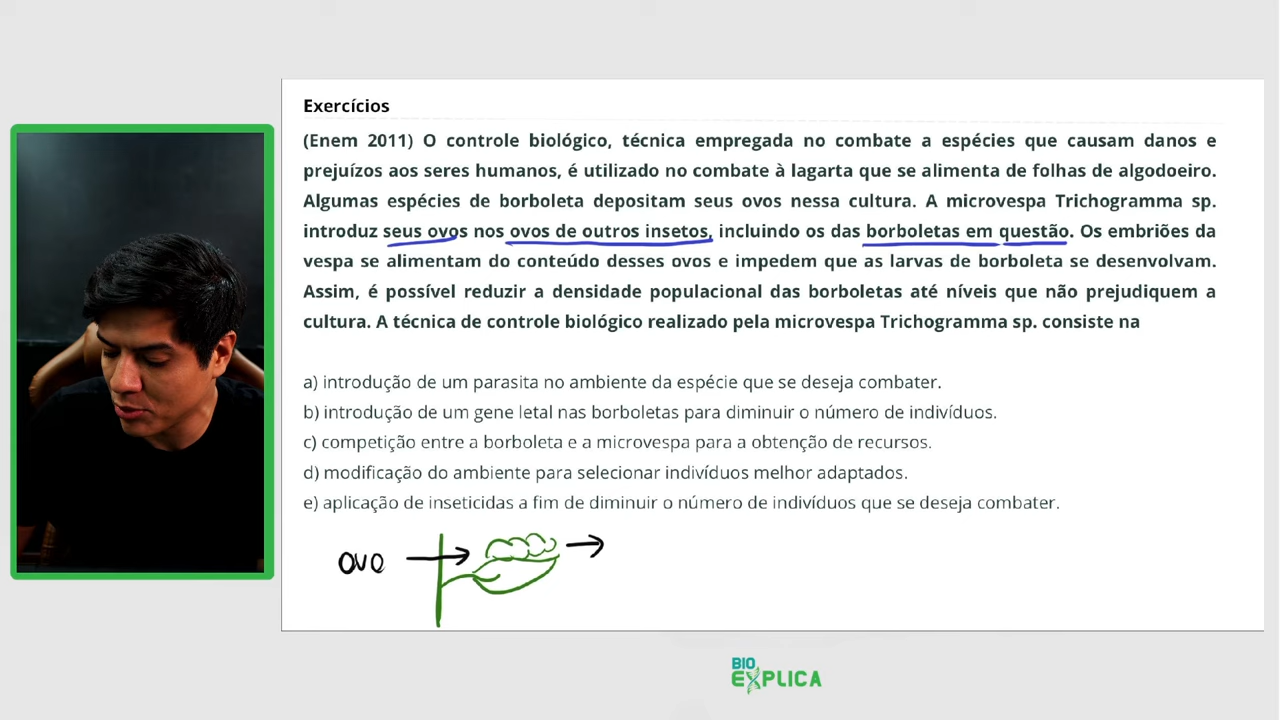 Exercícios
(Enem 2011) O controle biológico, técnica empregada no combate a espécies que causam danos e
prejuízos aos seres humanos, é utilizado no combate à lagarta que se alimenta de folhas de algodoeiro.
Algumas espécies de borboleta depositam seus ovos nessa cultura. A microvespa Trichogramma sp.
introduz seus ovos nos ovos de outros insetos, incluindo os das borboletas em questão. Os embriões da
vespa se alimentam do conteúdo desses ovos e impedem que as larvas de borboleta se desenvolvam.
Assim, é possível reduzir a densidade populacional das borboletas até níveis que não prejudiquem a
cultura. A técnica de controle biológico realizado pela microvespa Trichogramma sp. consiste na
a) introdução de um parasita no ambiente da espécie que se deseja combater.
b) introdução de um gene letal nas borboletas para diminuir o número de indivíduos.
c) competição entre a borboleta e a microvespa para a obtenção de recursos.
d) modificação do ambiente para selecionar indivíduos melhor adaptados.
e) aplicação de inseticidas a fim de diminuir o número de indivíduos que se deseja combater.
ovo
BIO
EXPLICA